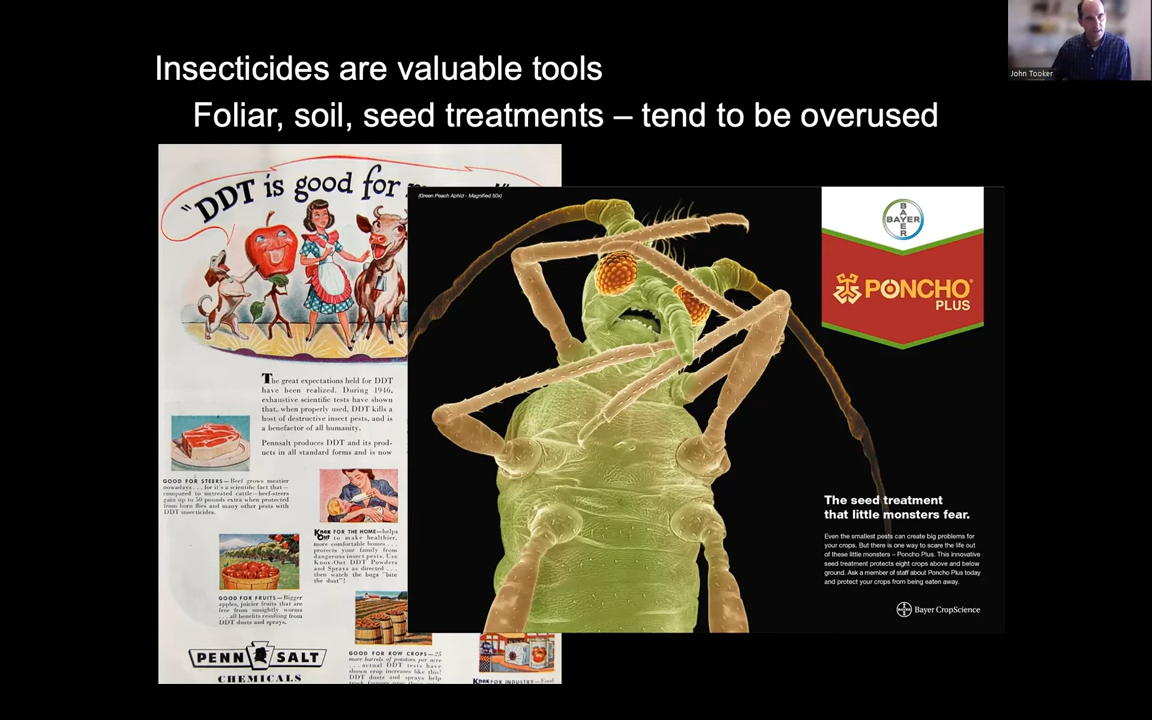 Insecticides are valuable tools
Foliar, soil, seed treatments – tend to be overused
John Tooker
"DDT is good for
The great expectations held for DDT
have been realized. During 1946,
exhaustive scientific tests have shown
that, when properly used, DDT kills a
host of destructive insect pests, and is
a benefactor of all humanity.
Pennsalt produces DDT and its prod-
ucts in all standard forms and is now
GOOD FOR STEERS—Beef grows meatier
nowadays . . . for it's a scientific fact that—
compared to untreated cattle—beef-steers
gain up to 50 pounds extra when protected
from horn flies and many other pests with
DDT insecticides.
Knox Out FOR THE HOME—helps
to make healthier,
more comfortable homes . . .
protects your family from
dangerous insect pests. Use
Knox-Out DDT Powders
and Sprays as directed . . .
then watch the bugs "bite
the dust"!
GOOD FOR FRUITS—Bigger
apples, juicier fruits that are
free from unsightly worms
. . . all benefits resulting from
DDT dusts and sprays.
PENN SALT
CHEMICALS
GOOD FOR ROW CROPS—25
more barrels of potatoes per acre
. . . actual DDT tests have
shown crop increases like this!
DDT dusts and sprays help
Knox FOR INDUSTRY—Food
(Green Peach Aphid - Magnified 50x)
BAYER
BAYER
PONCHO®
PLUS
The seed treatment
that little monsters fear.
Even the smallest pests can create big problems for
your crops. But there is one way to scare the life out
of these little monsters – Poncho Plus. This innovative
seed treatment protects eight crops above and below
ground. Ask a member of staff about Poncho Plus today
and protect your crops from being eaten away.
Bayer CropScience